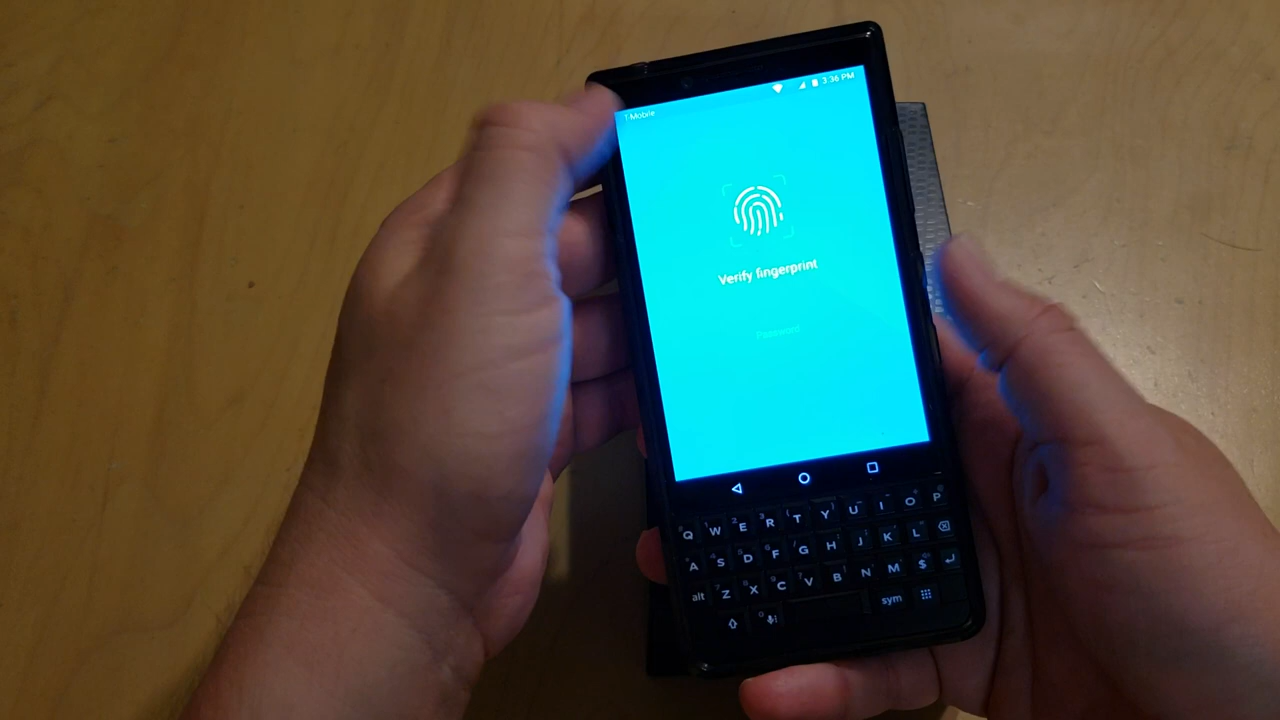 T-Mobile 3:36 PM
Verify fingerprint
Password
Q W E R T Y U I O P
A S D F G H J K L
alt Z X C V B N M $
sym